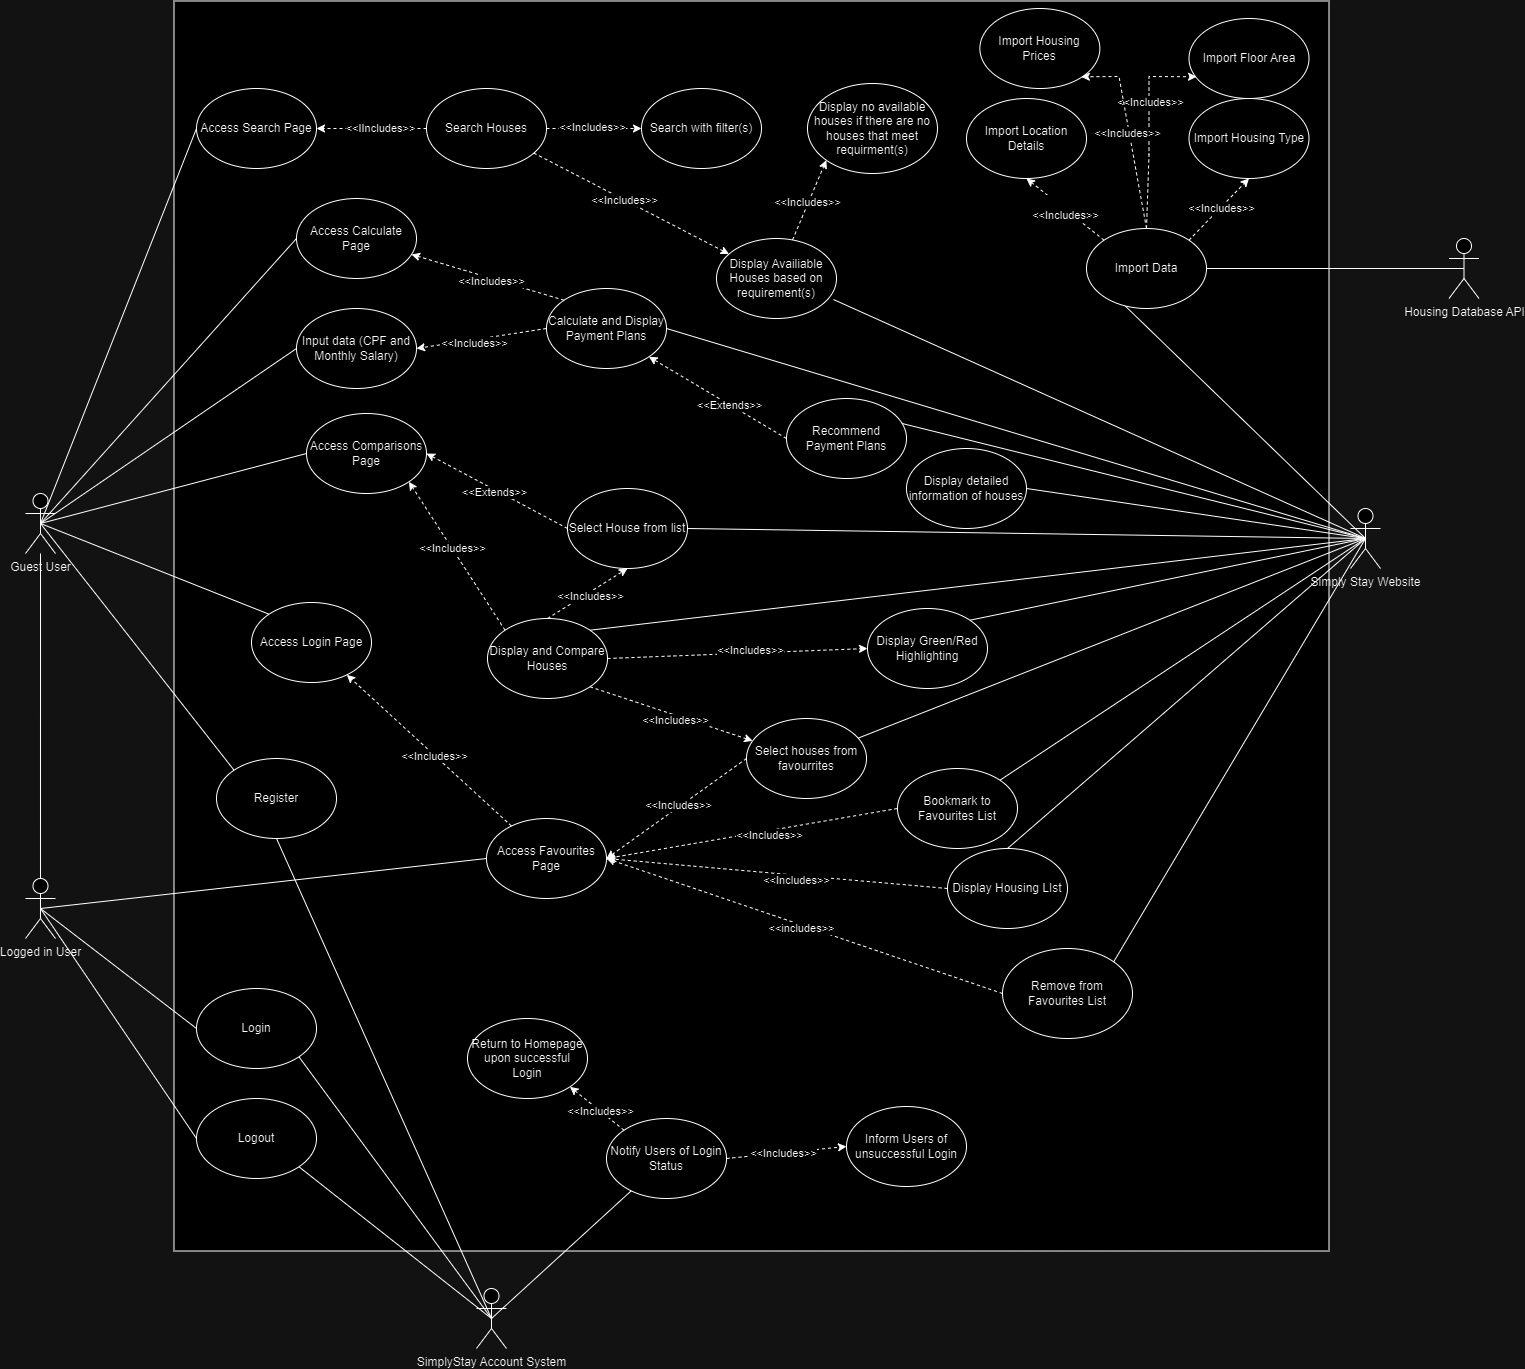 Import Housing
Prices
Import Floor Area
<<Includes>>
<<Includes>>
Access Search Page
<<IIncludes>>
Search Houses
<<Includes>>
Search with filter(s)
Display no available
houses if there are no
houses that meet
requirment(s)
Import Location
Details
Import Housing Type
<<Includes>>
<<Includes>>
<<Includes>>
<<Includes>>
Access Calculate
Page
Display Availiable
Houses based on
requirement(s)
Import Data
Housing Database API
<<Includes>>
Calculate and Display
Payment Plans
Input data (CPF and
Monthly Salary)
<<Includes>>
<<Extends>>
Recommend
Payment Plans
Access Comparisons
Page
<<Extends>>
Display detailed
information of houses
Select House from list
<<Includes>>
Guest User
Simply Stay Website
<<Includes>>
Access Login Page
Display and Compare
Houses
<<Includes>>
Display Green/Red
Highlighting
<<Includes>>
Select houses from
favourrites
<<Includes>>
Register
<<Includes>>
Bookmark to
Favourites List
<<Includes>>
Access Favourites
Page
<<Includes>>
Display Housing LIst
<<includes>>
Logged in User
Remove from
Favourites List
Login
Return to Homepage
upon successful
Login
<<Includes>>
Logout
Notify Users of Login
Status
<<Includes>>
Inform Users of
unsuccessful Login
SimplyStay Account System